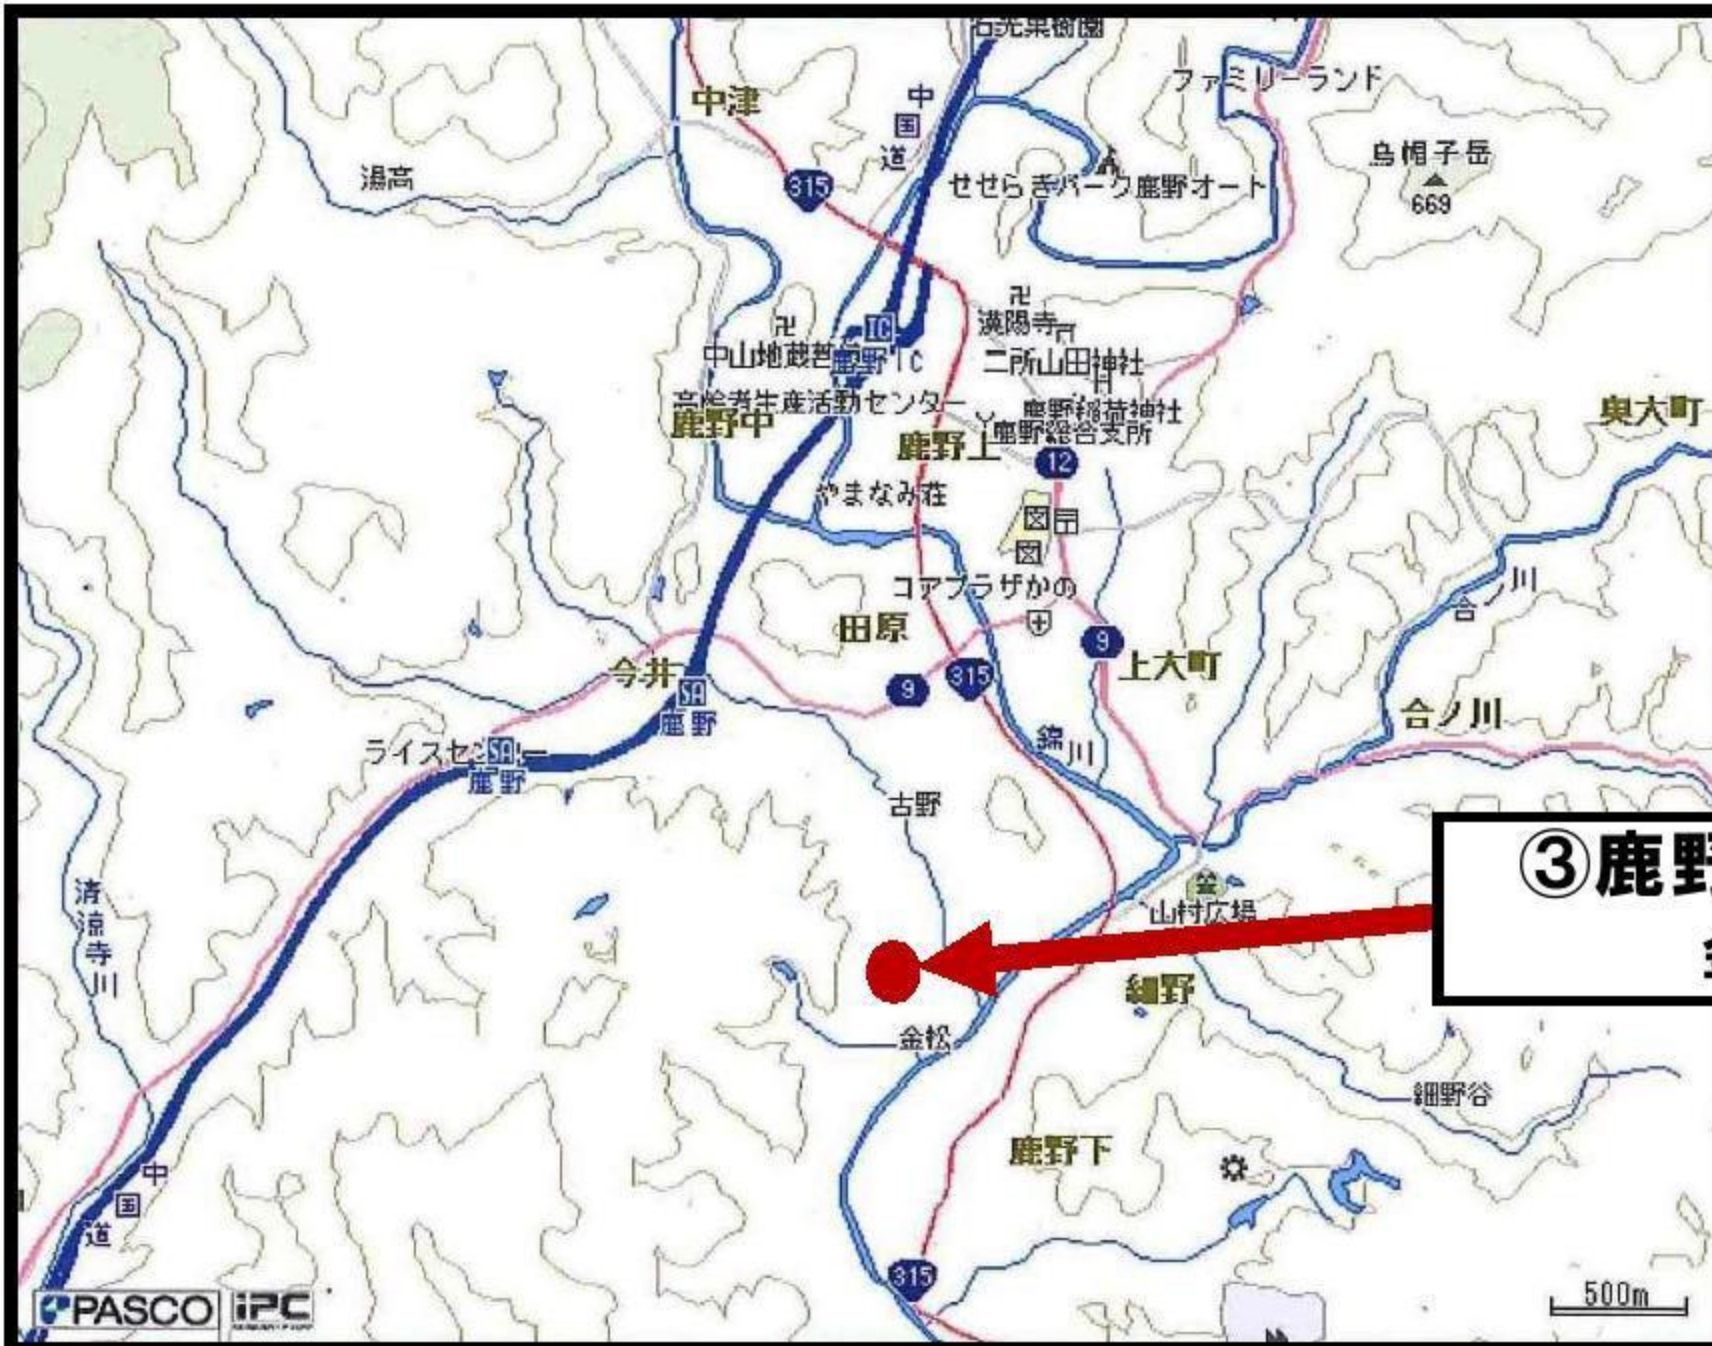 石光果樹園
ファミリーランド
中津
中国道
315
烏帽子岳
669
湯高
せせらぎパーク鹿野オート
漢陽寺
IC
中山地蔵
鹿野IC
二所山田神社
高齢者生産活動センター
鹿野稲荷神社
鹿野中
鹿野上
鹿野総合支所
奥大町
12
やまなみ荘
コアプラザかの
合ノ川
田原
9
今井
SA
鹿野
9
315
上大町
合ノ川
錦川
ライスセンター
SA
鹿野
古野
③鹿野
清涼寺川
山村広場
細野
金松
細野谷
鹿野下
中国道
315
500m
PASCO
iPC